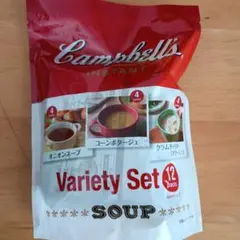 Campbell's
INSTANT
4
4
4
オニオンスープ
コーンポタージュ
クラムチャウダー
Variety Set
12
SOUP